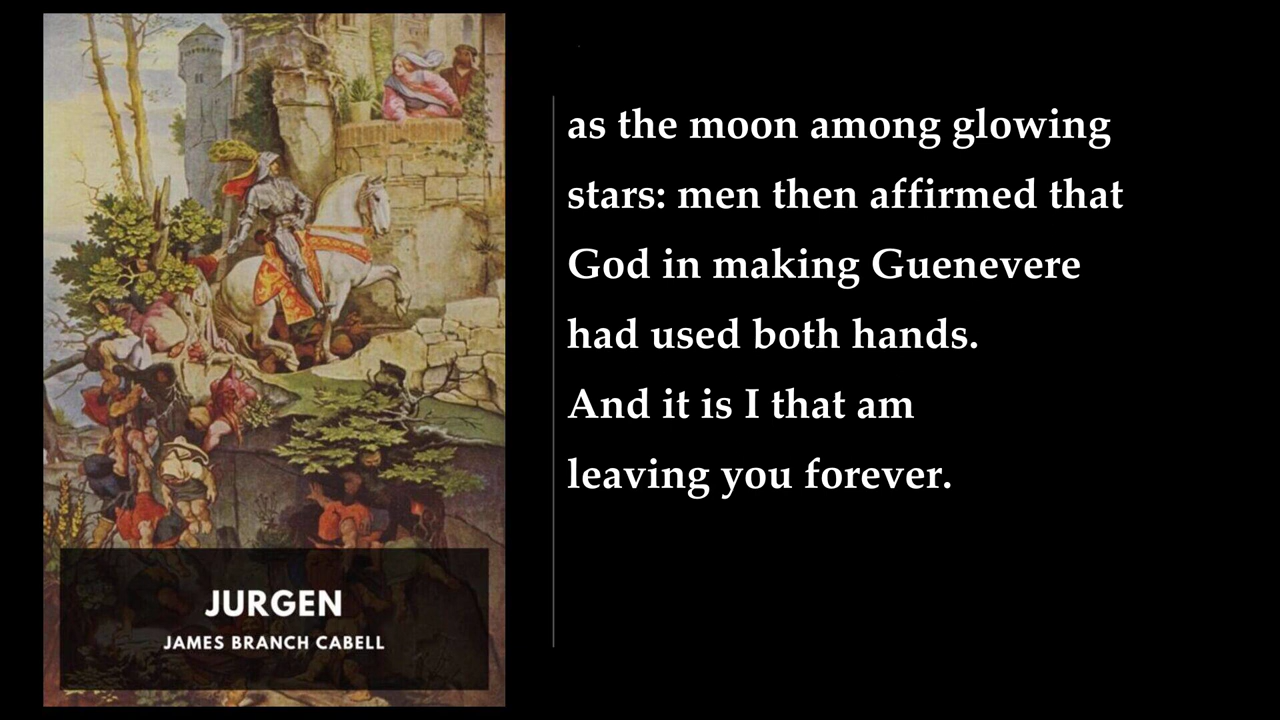 as the moon among glowing
stars: men then affirmed that
God in making Guenevere
had used both hands.
And it is I that am
leaving you forever.
JURGEN
JAMES BRANCH CABELL